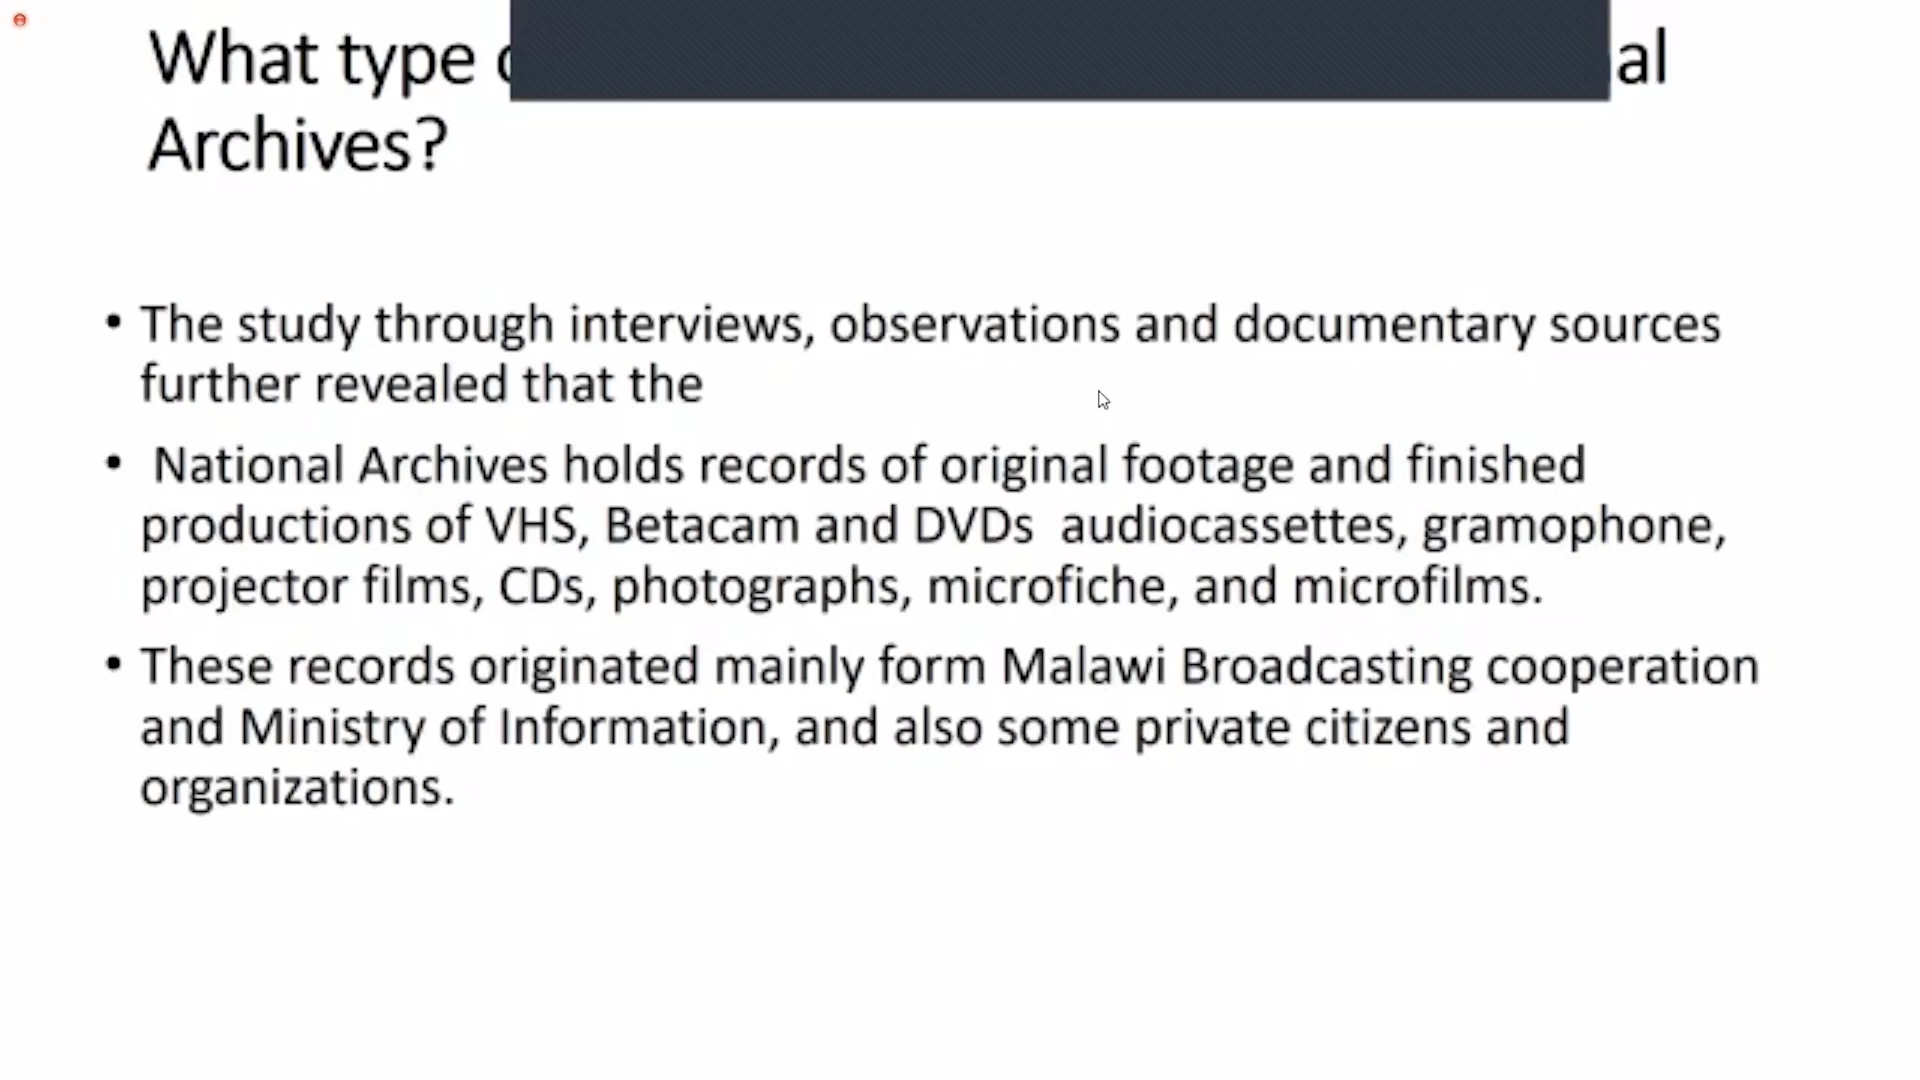 What type al
Archives?
• The study through interviews, observations and documentary sources
further revealed that the
• National Archives holds records of original footage and finished
productions of VHS, Betacam and DVDs  audiocassettes, gramophone,
projector films, CDs, photographs, microfiche, and microfilms.
• These records originated mainly form Malawi Broadcasting cooperation
and Ministry of Information, and also some private citizens and
organizations.